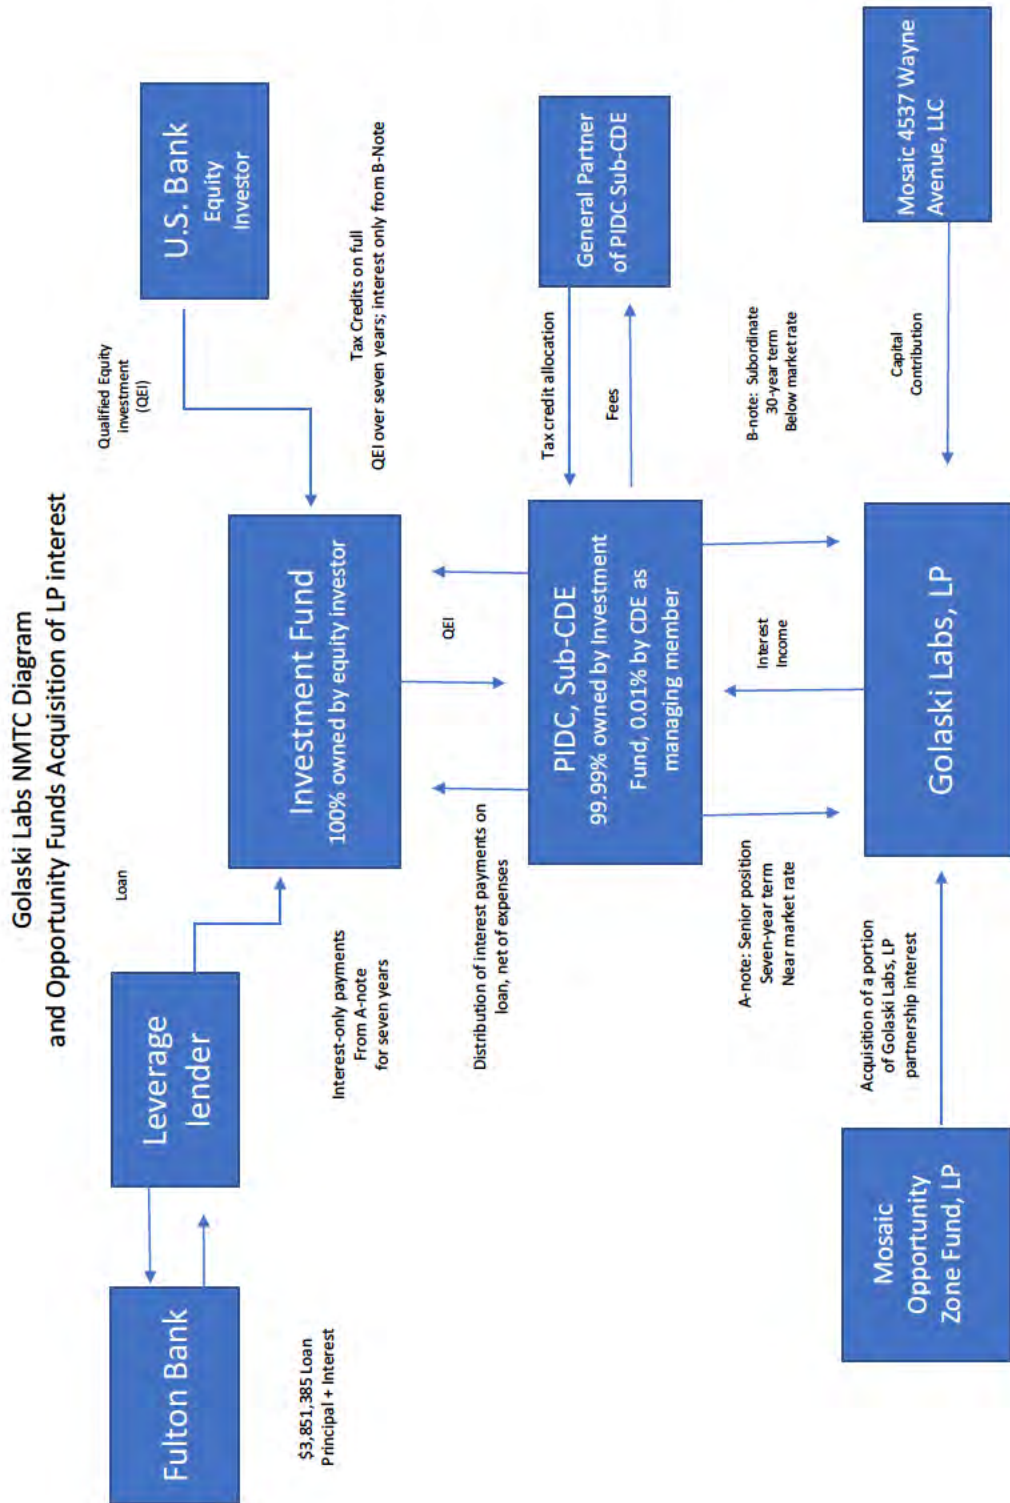 Golaski Labs NMTC Diagram
and Opportunity Funds Acquisition of LP interest
Fulton Bank
$3,851,385 Loan
Principal + Interest
Leverage
lender
Loan
Interest-only payments
From A-note
for seven years
Investment Fund
100% owned by equity investor
Qualified Equity
investment
(QEI)
U.S. Bank
Equity
Investor
Tax Credits on full
QEI over seven years; interest only from B-Note
Distribution of interest payments on
loan, net of expenses
QEI
PIDC, Sub-CDE
99.99% owned by Investment
Fund, 0.01% by CDE as
managing member
Tax credit allocation
Fees
General Partner
of PIDC Sub-CDE
A-note: Senior position
Seven-year term
Near market rate
Interest
Income
B-note: Subordinate
30-year term
Below market rate
Mosaic
Opportunity
Zone Fund, LP
Acquisition of a portion
of Golaski Labs, LP
partnership interest
Golaski Labs, LP
Capital
Contribution
Mosaic 4537 Wayne
Avenue, LLC